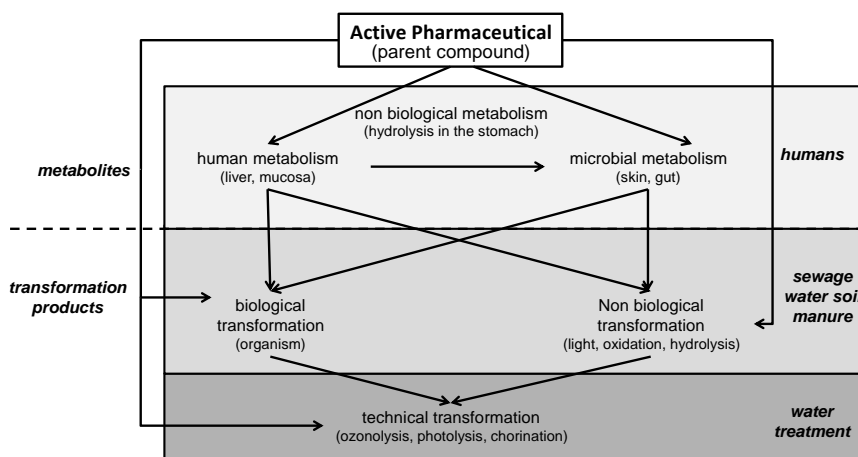 Active Pharmaceutical
(parent compound)
non biological metabolism
(hydrolysis in the stomach)
human metabolism
(liver, mucosa)
microbial metabolism
(skin, gut)
metabolites
humans
transformation
products
biological
transformation
(organism)
Non biological
transformation
(light, oxidation, hydrolysis)
sewage
water soil
manure
technical transformation
(ozonolysis, photolysis, chorination)
water
treatment